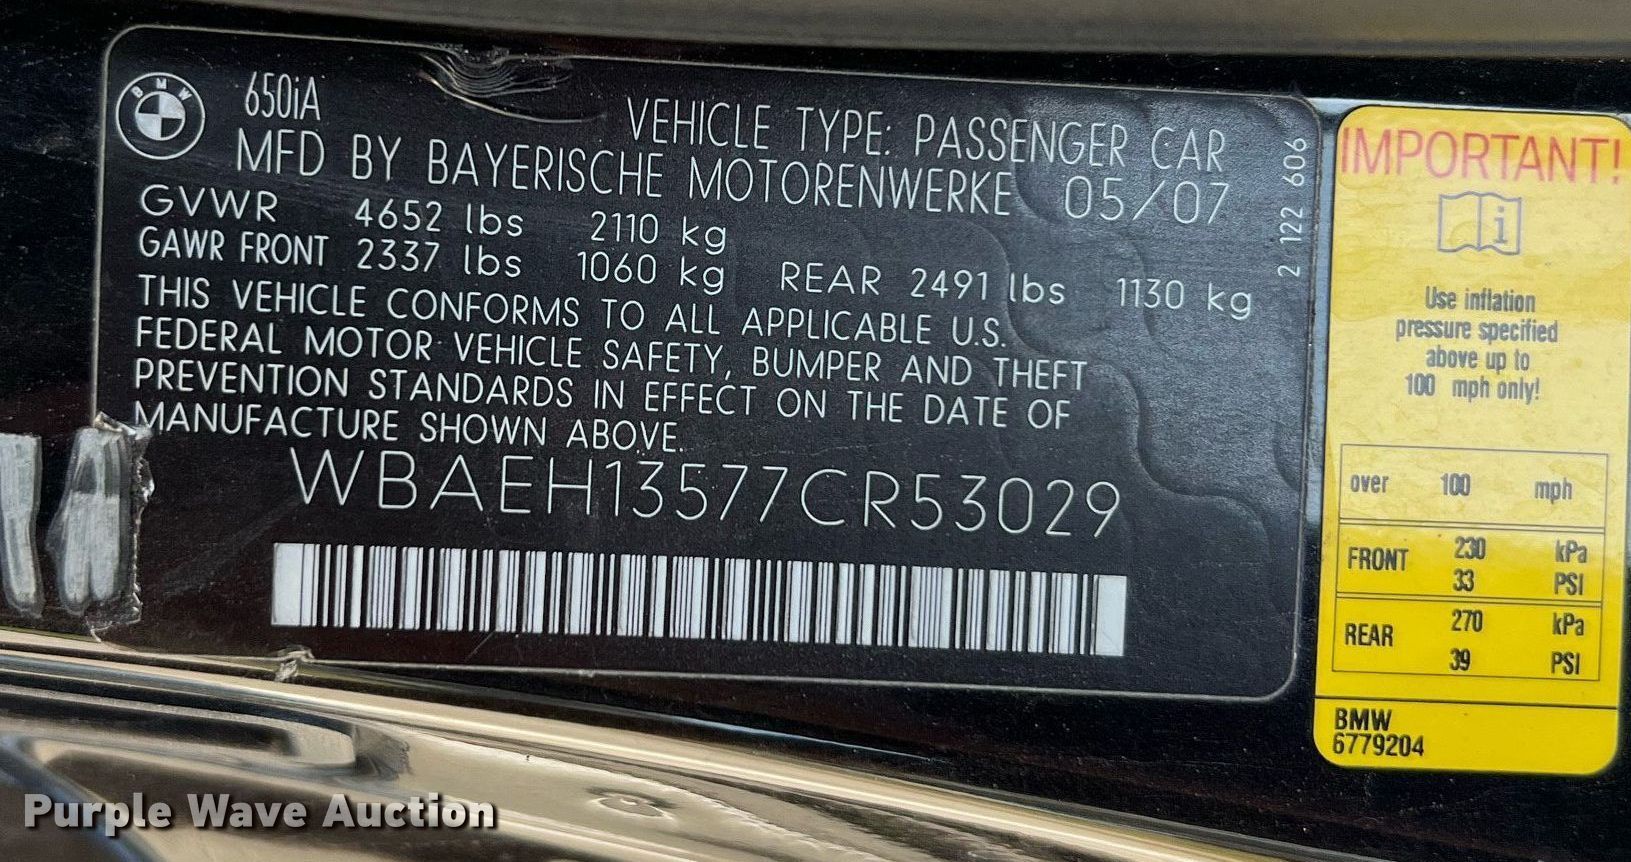 BMW
650iA
VEHICLE TYPE: PASSENGER CAR
MFD BY BAYERISCHE MOTORENWERKE 05/07
GVWR 4652 lbs 2110 kg
GAWR FRONT 2337 lbs 1060 kg REAR 2491 lbs 1130 kg
THIS VEHICLE CONFORMS TO ALL APPLICABLE U.S.
FEDERAL MOTOR VEHICLE SAFETY, BUMPER AND THEFT
PREVENTION STANDARDS IN EFFECT ON THE DATE OF
MANUFACTURE SHOWN ABOVE.
WBAEH13577CR53029
2 122 606
IMPORTANT!
i
Use inflation
pressure specified
above up to
100 mph only!
over 100 mph
FRONT 230 kPa
33 PSI
REAR 270 kPa
39 PSI
BMW
6779204
Purple Wave Auction